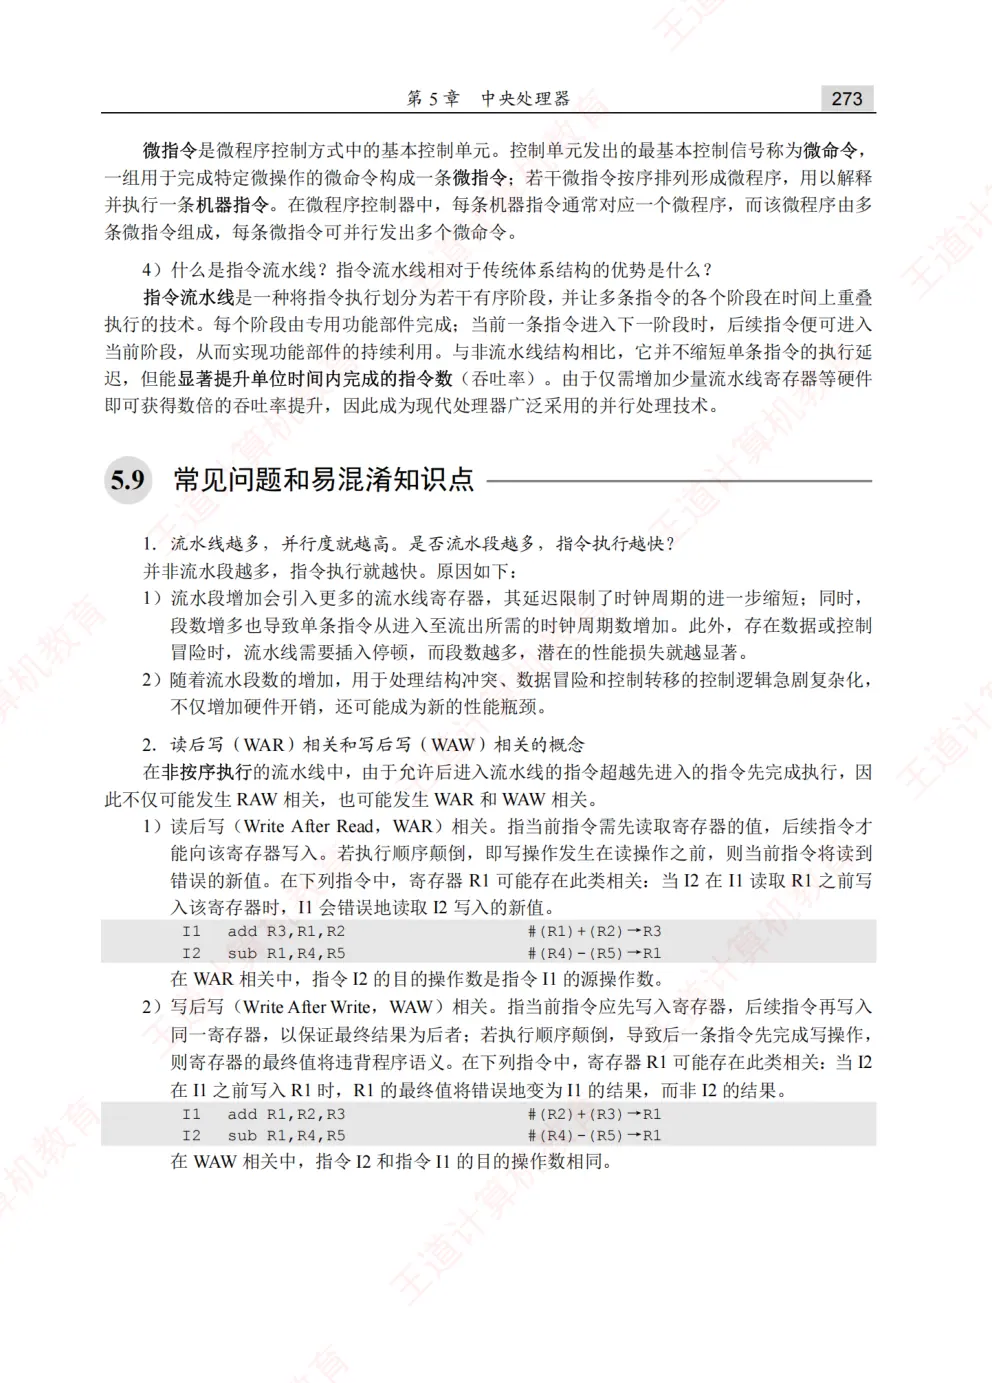 第 5 章 中央处理器 273
微指令是微程序控制方式中的基本控制单元。控制单元发出的最基本控制信号称为微命令，
一组用于完成特定微操作的微命令构成一条微指令；若干微指令按序排列形成微程序，用以解释
并执行一条机器指令。在微程序控制器中，每条机器指令通常对应一个微程序，而该微程序由多
条微指令组成，每条微指令可并行发出多个微命令。
4）什么是指令流水线？指令流水线相对于传统体系结构的优势是什么？
指令流水线是一种将指令执行划分为若干有序阶段，并让多条指令的各个阶段在时间上重叠
执行的技术。每个阶段由专用功能部件完成；当前一条指令进入下一阶段时，后续指令便可进入
当前阶段，从而实现功能部件的持续利用。与非流水线结构相比，它并不缩短单条指令的执行延
迟，但能显著提升单位时间内完成的指令数（吞吐率）。由于仅需增加少量流水线寄存器等硬件
即可获得数倍的吞吐率提升，因此成为现代处理器广泛采用的并行处理技术。
5.9 常见问题和易混淆知识点
1．流水线越多，并行度就越高。是否流水段越多，指令执行越快？
并非流水段越多，指令执行就越快。原因如下：
1）流水段增加会引入更多的流水线寄存器，其延迟限制了时钟周期的进一步缩短；同时，
段数增多也导致单条指令从进入至流出所需的时钟周期数增加。此外，存在数据或控制
冒险时，流水线需要插入停顿，而段数越多，潜在的性能损失就越显著。
2）随着流水段数的增加，用于处理结构冲突、数据冒险和控制转移的控制逻辑急剧复杂化，
不仅增加硬件开销，还可能成为新的性能瓶颈。
2．读后写（WAR）相关和写后写（WAW）相关的概念
在非按序执行的流水线中，由于允许后进入流水线的指令超越先进入的指令先完成执行，因
此不仅可能发生 RAW 相关，也可能发生 WAR 和 WAW 相关。
1）读后写（Write After Read，WAR）相关。指当前指令需先读取寄存器的值，后续指令才
能向该寄存器写入。若执行顺序颠倒，即写操作发生在读操作之前，则当前指令将读到
错误的新值。在下列指令中，寄存器 R1 可能存在此类相关：当 I2 在 I1 读取 R1 之前写
入该寄存器时，I1 会错误地读取 I2 写入的新值。
I1 add R3,R1,R2 #(R1)+(R2)→R3
I2 sub R1,R4,R5 #(R4)-(R5)→R1
在 WAR 相关中，指令 I2 的目的操作数是指令 I1 的源操作数。
2）写后写（Write After Write，WAW）相关。指当前指令应先写入寄存器，后续指令再写入
同一寄存器，以保证最终结果为后者；若执行顺序颠倒，导致后一条指令先完成写操作，
则寄存器的最终值将违背程序语义。在下列指令中，寄存器 R1 可能存在此类相关：当 I2
在 I1 之前写入 R1 时，R1 的最终值将错误地变为 I1 的结果，而非 I2 的结果。
I1 add R1,R2,R3 #(R2)+(R3)→R1
I2 sub R1,R4,R5 #(R4)-(R5)→R1
在 WAW 相关中，指令 I2 和指令 I1 的目的操作数相同。
王道计算机教育